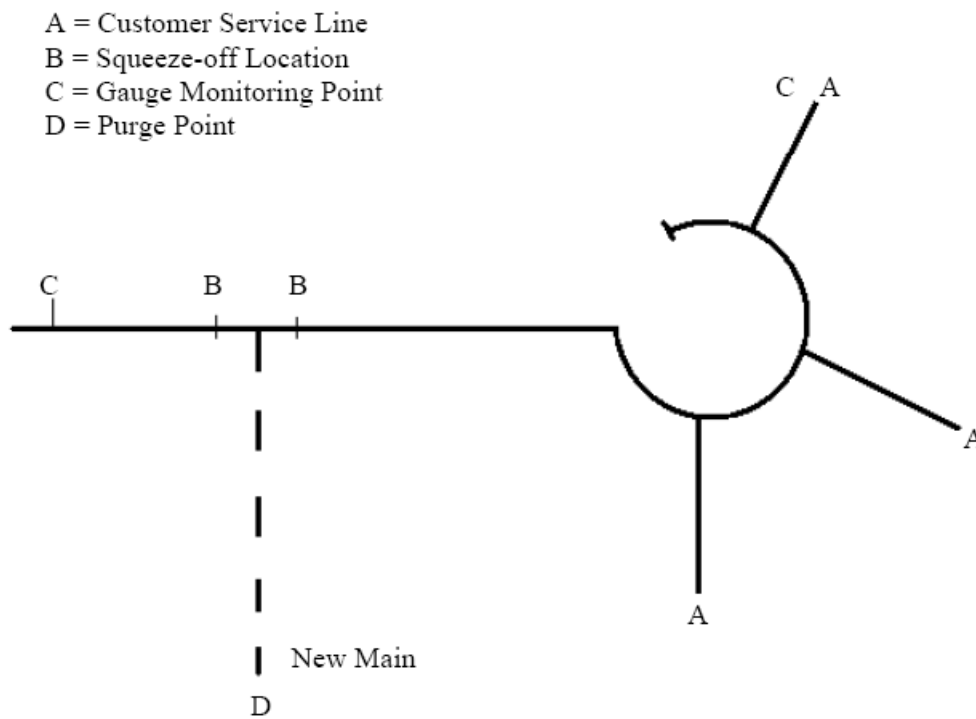 A = Customer Service Line
B = Squeeze-off Location
C = Gauge Monitoring Point
D = Purge Point
C A
C B B
A
A
New Main
D